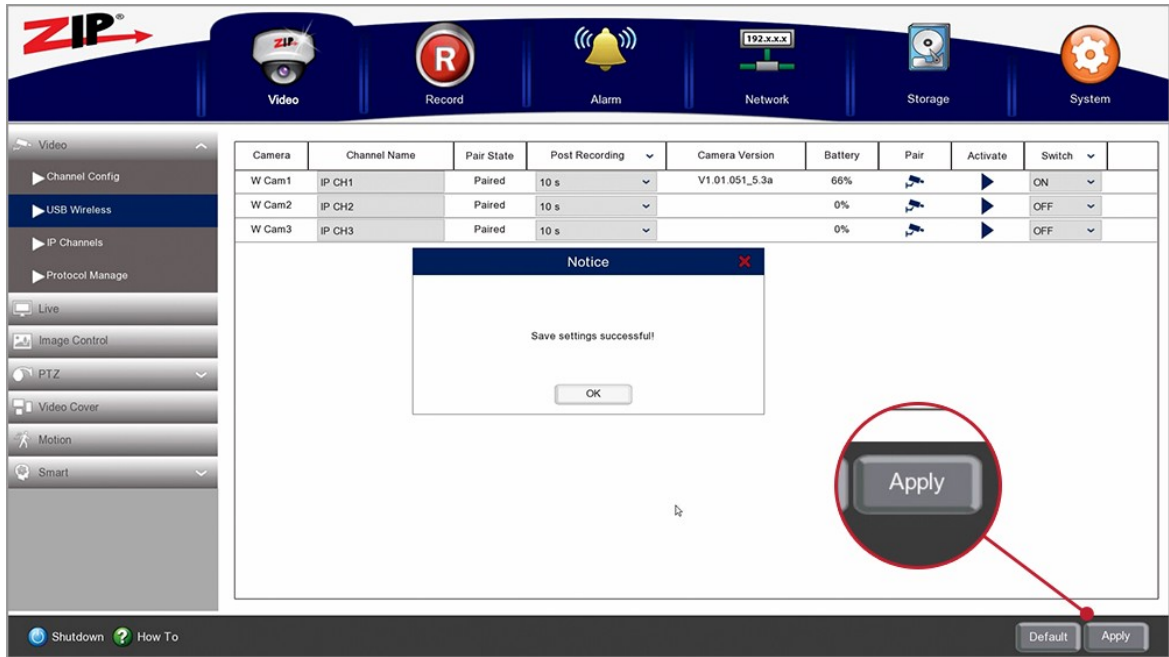 ZIP®
ZIP
R
192.x.x.x
Video Record Alarm Network Storage System
Video
Channel Config
USB Wireless
IP Channels
Protocol Manage
Live
Image Control
PTZ
Video Cover
Motion
Smart
Camera Channel Name Pair State Post Recording Camera Version Battery Pair Activate Switch
W Cam1 IP CH1 Paired 10 s V1.01.051_5.3a 66% ON
W Cam2 IP CH2 Paired 10 s 0% OFF
W Cam3 IP CH3 Paired 10 s 0% OFF
Notice
Save settings successful!
OK
Apply
Shutdown ? How To Default Apply